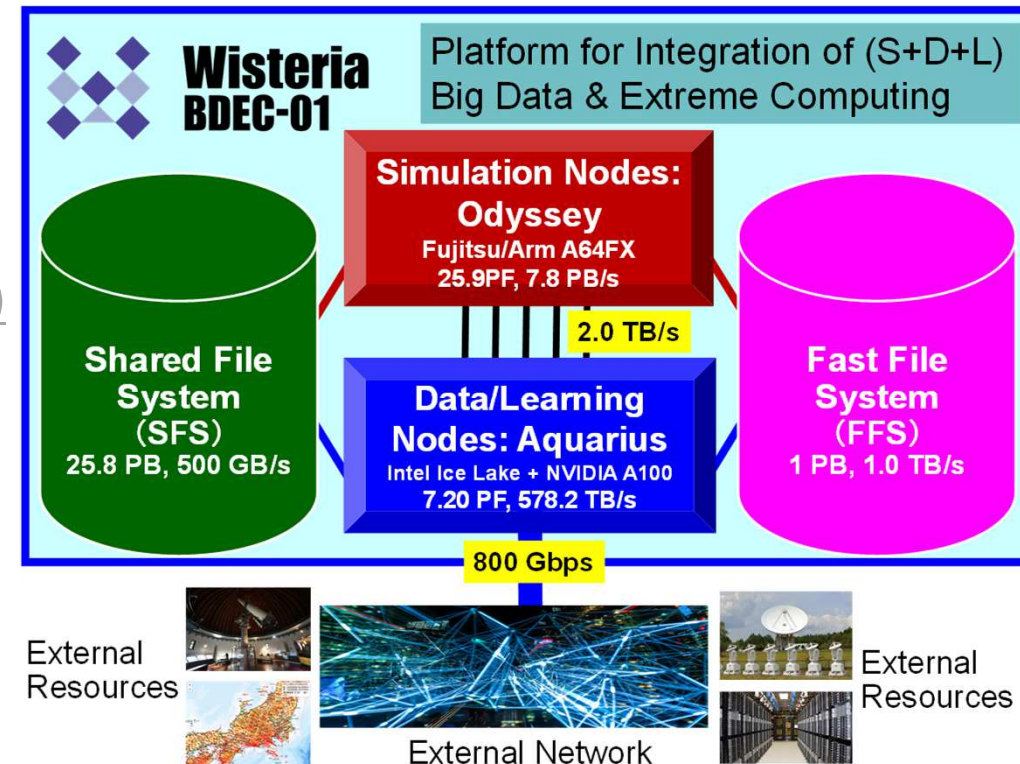 Wisteria
BDEC-01
Platform for Integration of (S+D+L)
Big Data & Extreme Computing
Simulation Nodes:
Odyssey
Fujitsu/Arm A64FX
25.9PF, 7.8 PB/s
2.0 TB/s
Shared File
System
(SFS)
25.8 PB, 500 GB/s
Data/Learning
Nodes: Aquarius
Intel Ice Lake + NVIDIA A100
7.20 PF, 578.2 TB/s
Fast File
System
(FFS)
1 PB, 1.0 TB/s
800 Gbps
External
Resources
External Network
External
Resources